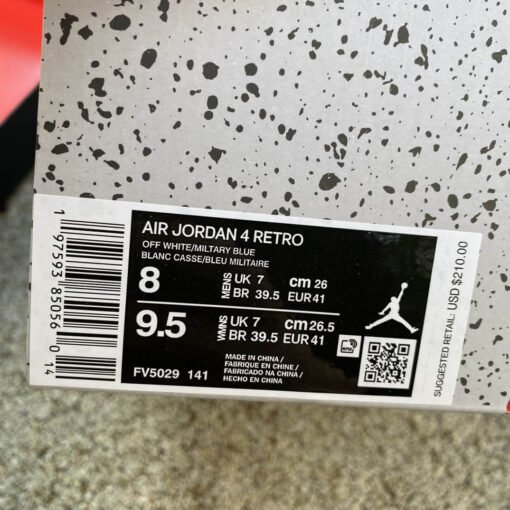 AIR JORDAN 4 RETRO
OFF WHITE/MILTARY BLUE
BLANC CASSE/BLEU MILITAIRE
8 MENS UK 7 cm 26
BR 39.5 EUR 41
9.5 WMNS UK 7 cm 26.5
BR 39.5 EUR 41
MADE IN CHINA/
FABRIQUE EN CHINE/
FABRICADO NA CHINA/
HECHO EN CHINA
FV5029 141
RFID
1 97593 85056 0 14
SUGGESTED RETAIL: USD $210.00